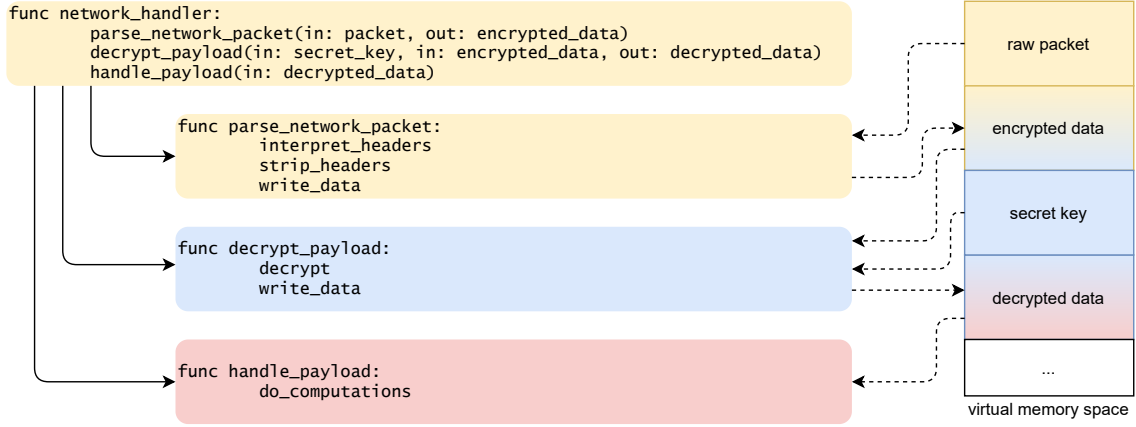 func network_handler:
parse_network_packet(in: packet, out: encrypted_data)
decrypt_payload(in: secret_key, in: encrypted_data, out: decrypted_data)
handle_payload(in: decrypted_data)
func parse_network_packet:
interpret_headers
strip_headers
write_data
func decrypt_payload:
decrypt
write_data
func handle_payload:
do_computations
raw packet
encrypted data
secret key
decrypted data
...
virtual memory space